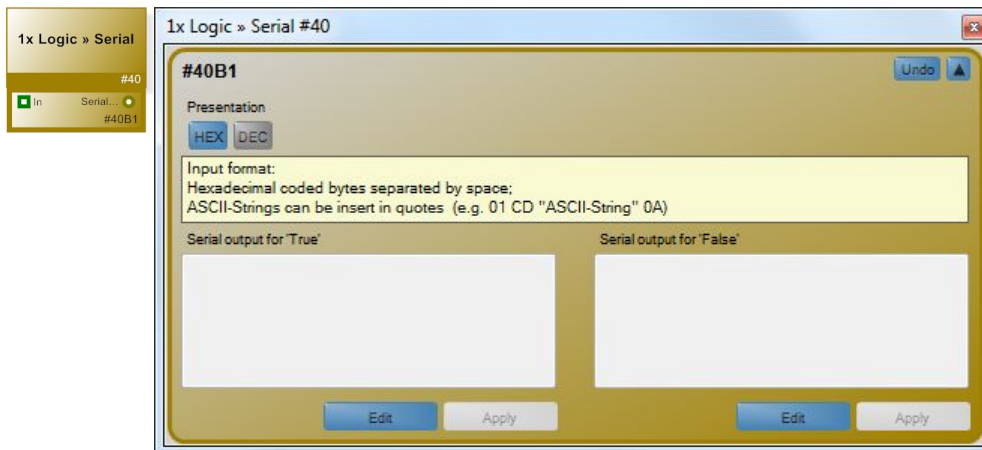 1x Logic » Serial
#40
In Serial...
#40B1
1x Logic » Serial #40
#40B1
Undo
Presentation
HEX DEC
Input format:
Hexadecimal coded bytes separated by space;
ASCII-Strings can be insert in quotes (e.g. 01 CD "ASCII-String" 0A)
Serial output for 'True' Serial output for 'False'
Edit Apply Edit Apply